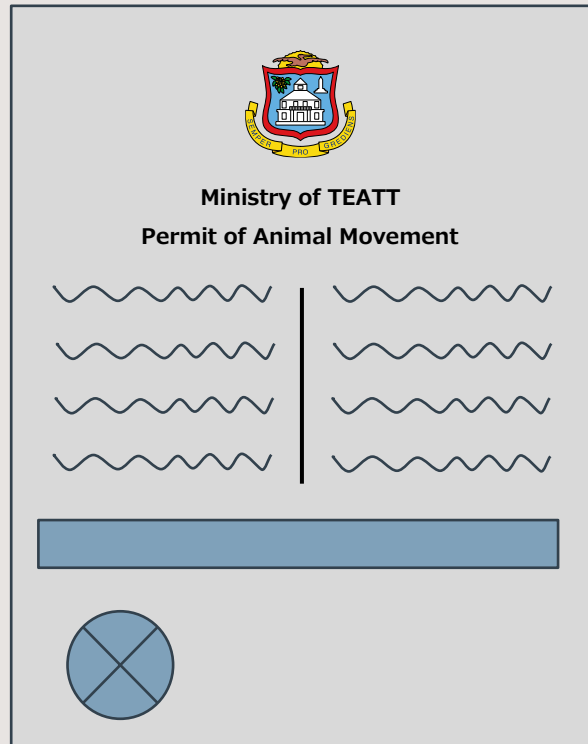 SEMPER PRO GREDIENS
Ministry of TEATT
Permit of Animal Movement